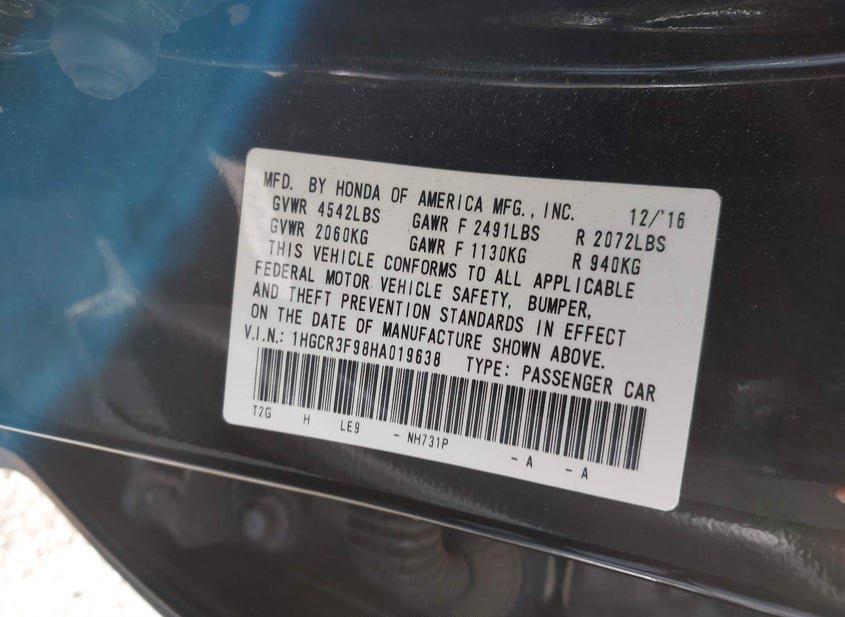 MFD. BY HONDA OF AMERICA MFG., INC. 12/'16
GVWR 4542LBS GAWR F 2491LBS R 2072LBS
GVWR 2060KG GAWR F 1130KG R 940KG
THIS VEHICLE CONFORMS TO ALL APPLICABLE
FEDERAL MOTOR VEHICLE SAFETY, BUMPER,
AND THEFT PREVENTION STANDARDS IN EFFECT
ON THE DATE OF MANUFACTURE SHOWN ABOVE.
V.I.N.: 1HGCR3F98HA019638 TYPE: PASSENGER CAR
T2G H LE9 - NH731P - A - A